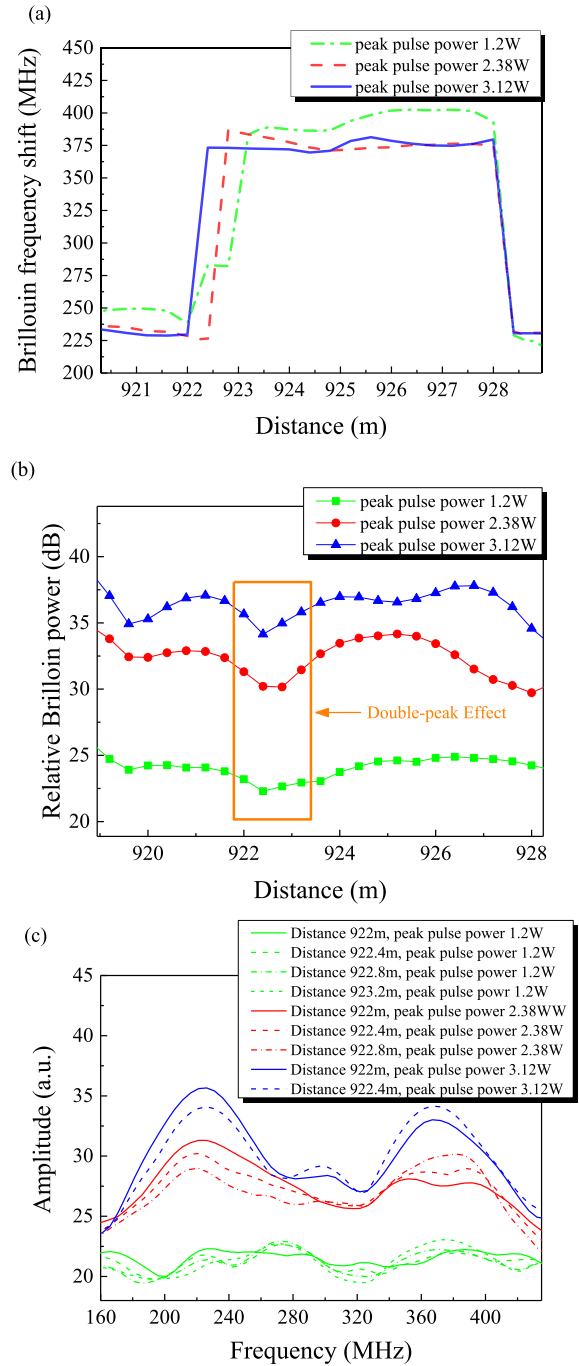 (a)
peak pulse power 1.2W
peak pulse power 2.38W
peak pulse power 3.12W
450
425
400
375
350
325
300
275
250
225
200
Brillouin frequency shift (MHz)
921 922 923 924 925 926 927 928
Distance (m)
(b)
peak pulse power 1.2W
peak pulse power 2.38W
peak pulse power 3.12W
40
35
30
25
20
Relative Brilloin power (dB)
Double-peak Effect
920 922 924 926 928
Distance (m)
(c)
Distance 922m, peak pulse power 1.2W
Distance 922.4m, peak pulse power 1.2W
Distance 922.8m, peak pulse power 1.2W
Distance 923.2m, peak pulse powr 1.2W
Distance 922m, peak pulse power 2.38WW
Distance 922.4m, peak pulse power 2.38W
Distance 922.8m, peak pulse power 2.38W
Distance 922m, peak pulse power 3.12W
Distance 922.4m, peak pulse power 3.12W
45
40
35
30
25
20
Amplitude (a.u.)
160 200 240 280 320 360 400
Frequency (MHz)